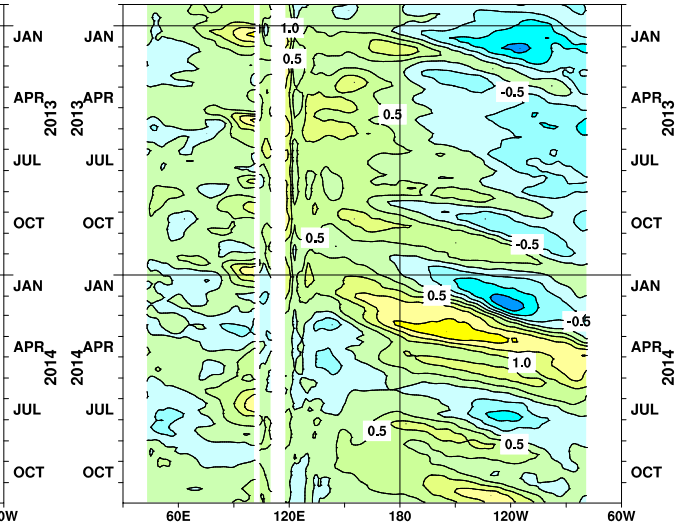 JAN JAN 1.0 JAN
0.5
APR APR -0.5 APR
2013 2013 0.5 2013
JUL JUL JUL
OCT OCT 0.5 -0.5 OCT
JAN JAN 0.5 JAN
-0.5
APR APR 1.0 APR
2014 2014 2014
JUL JUL JUL
0.5 0.5
OCT OCT OCT
0W 60E 120E 180 120W 60W